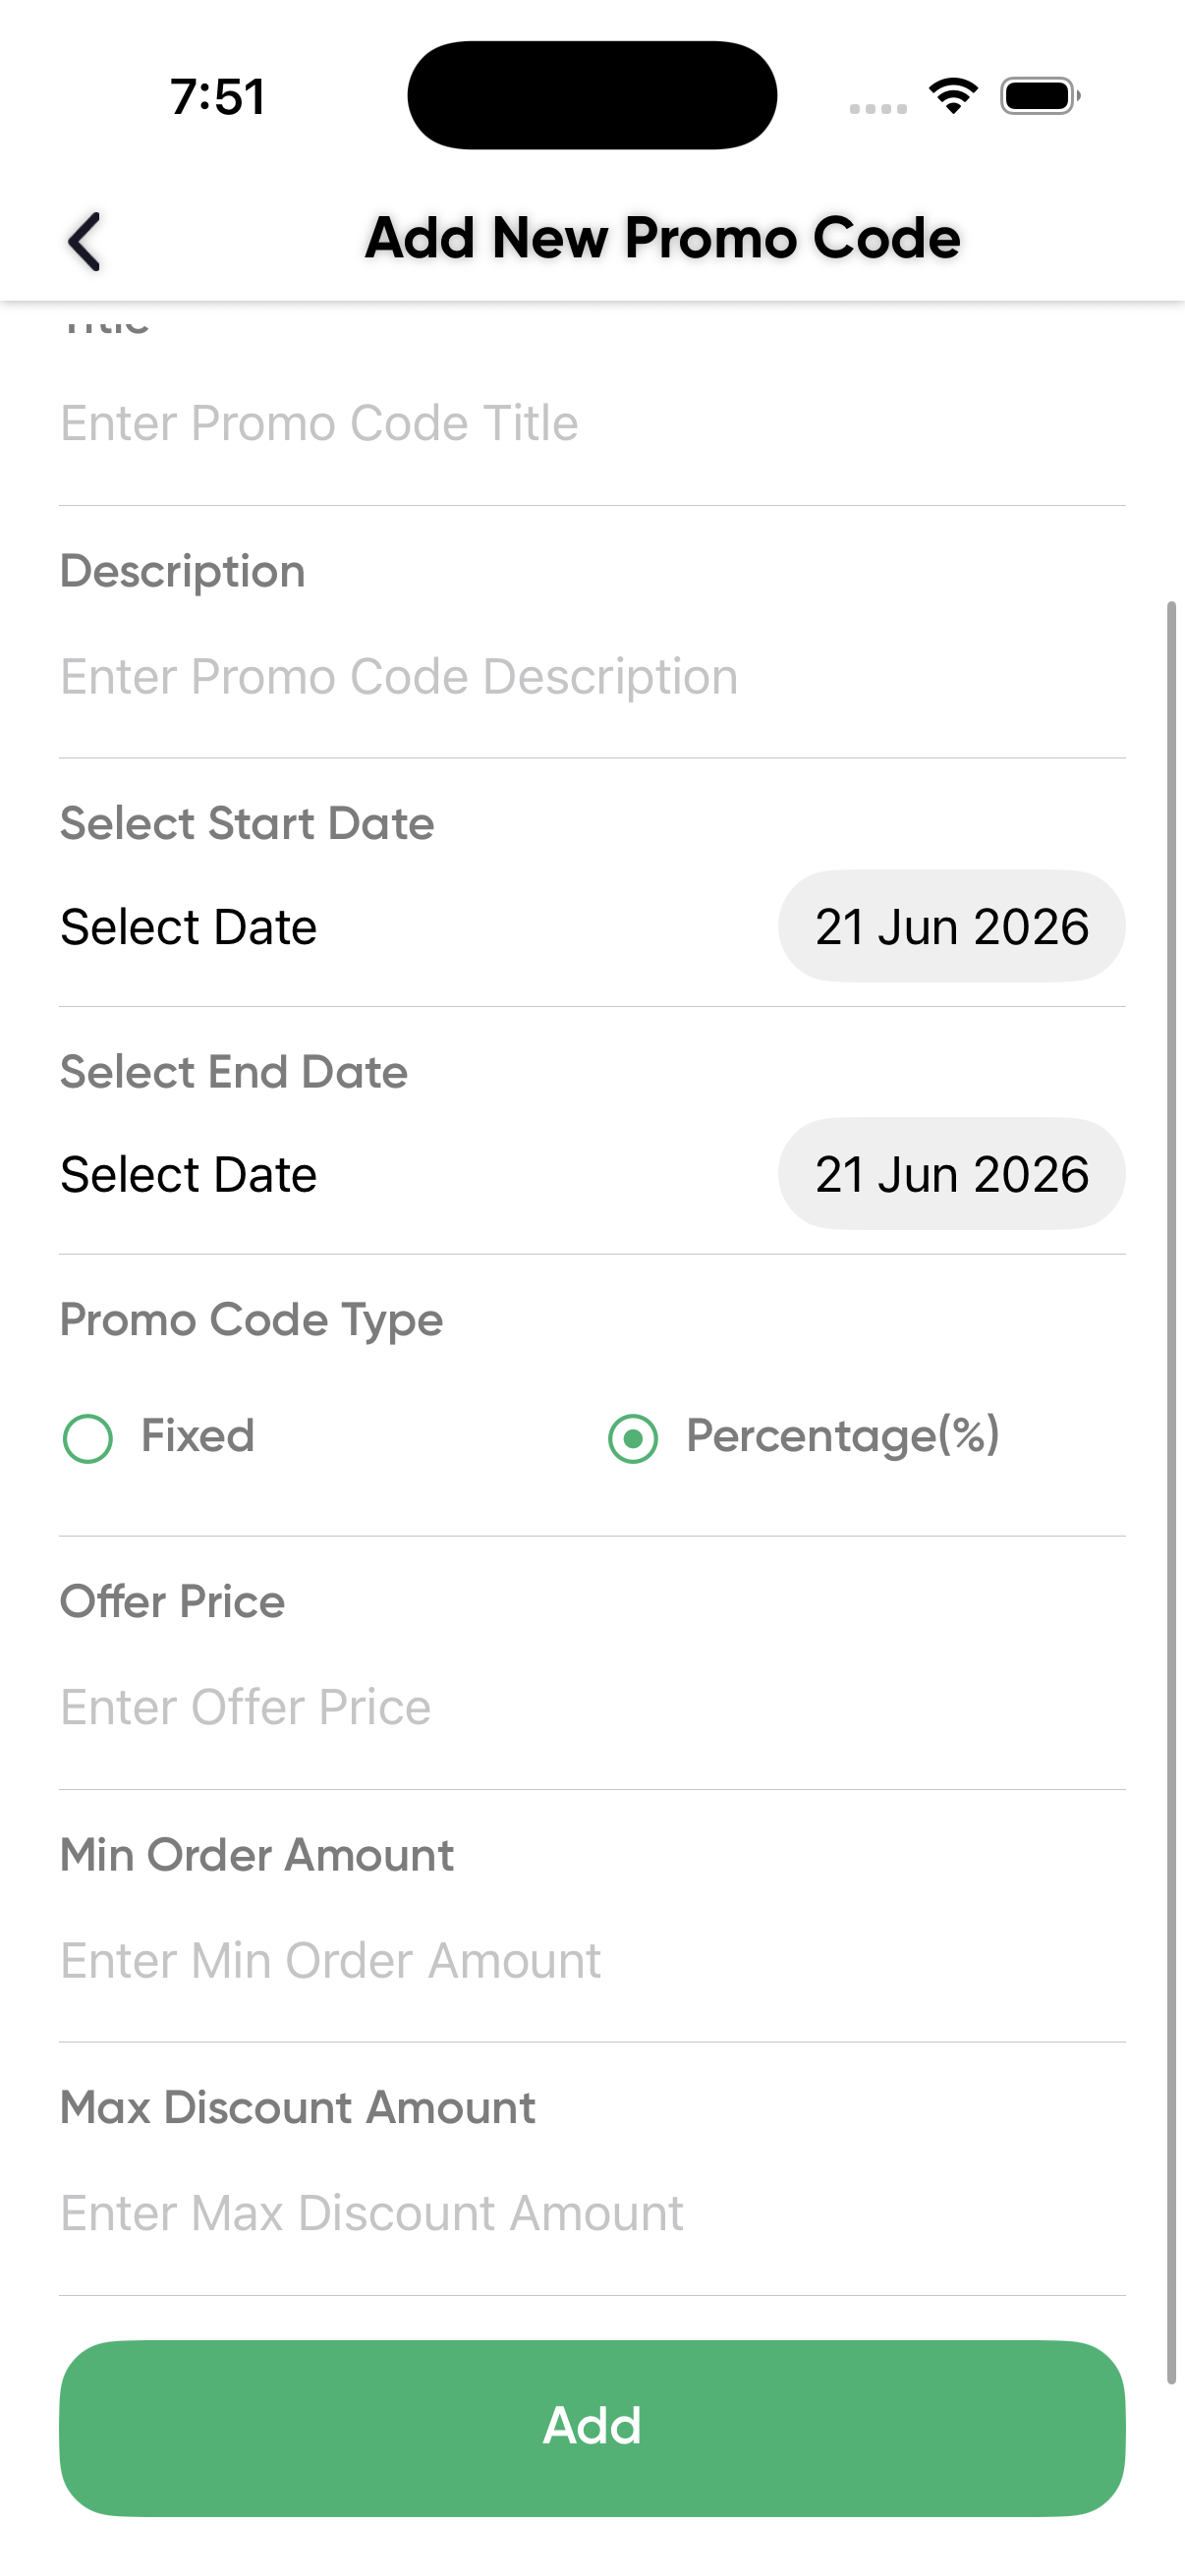 7:51
Add New Promo Code
Title
Enter Promo Code Title
Description
Enter Promo Code Description
Select Start Date
Select Date
21 Jun 2026
Select End Date
Select Date
21 Jun 2026
Promo Code Type
Fixed
Percentage(%)
Offer Price
Enter Offer Price
Min Order Amount
Enter Min Order Amount
Max Discount Amount
Enter Max Discount Amount
Add